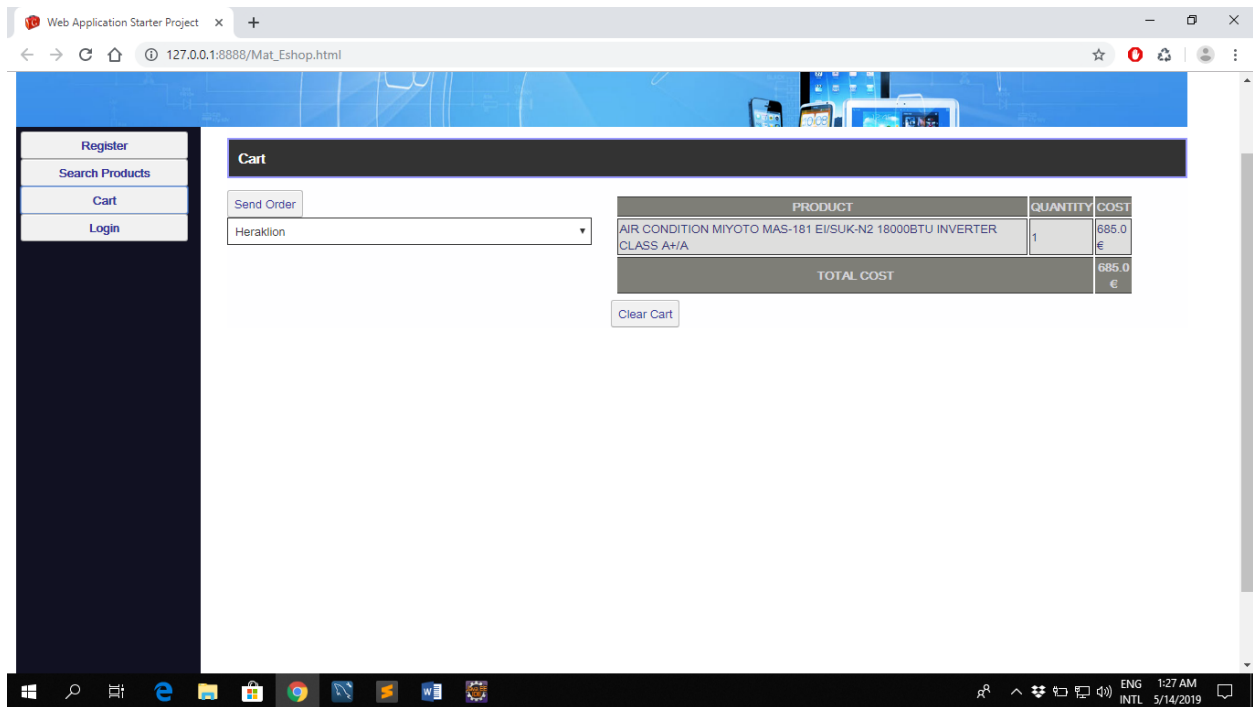 Web Application Starter Project
127.0.0.1:8888/Mat_Eshop.html
Register
Search Products
Cart
Login
Cart
Send Order
Heraklion
PRODUCT QUANTITY COST
AIR CONDITION MIYOTO MAS-181 EI/SUK-N2 18000BTU INVERTER
CLASS A+/A
1
685.0
€
TOTAL COST
685.0
€
Clear Cart
ENG
INTL
1:27 AM
5/14/2019